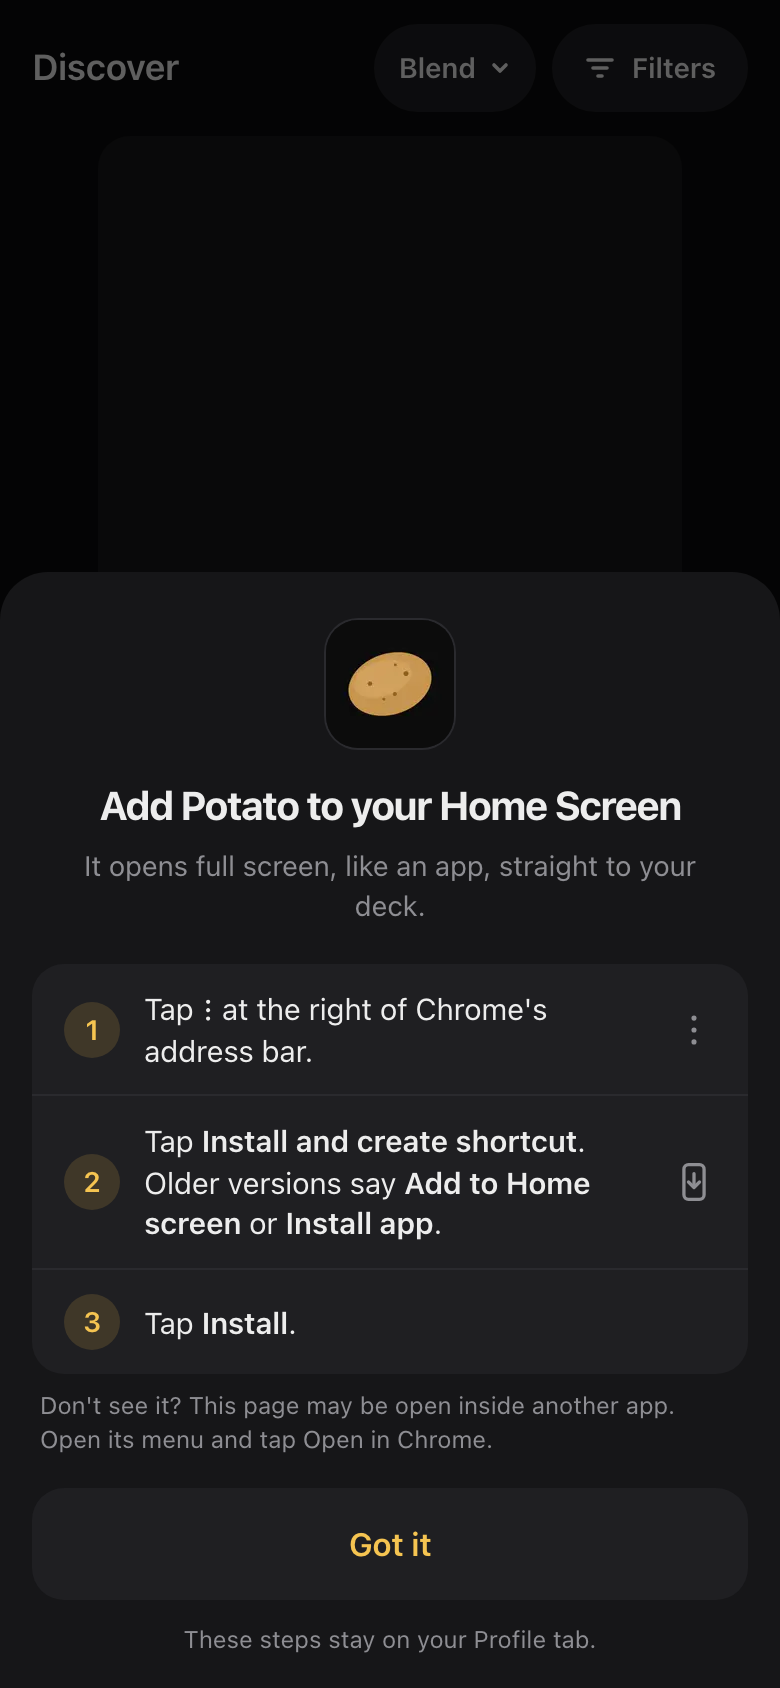 Discover
Blend
Filters
Add Potato to your Home Screen
It opens full screen, like an app, straight to your
deck.
1
Tap ⋮ at the right of Chrome's
address bar.
2
Tap Install and create shortcut.
Older versions say Add to Home
screen or Install app.
3
Tap Install.
Don't see it? This page may be open inside another app.
Open its menu and tap Open in Chrome.
Got it
These steps stay on your Profile tab.